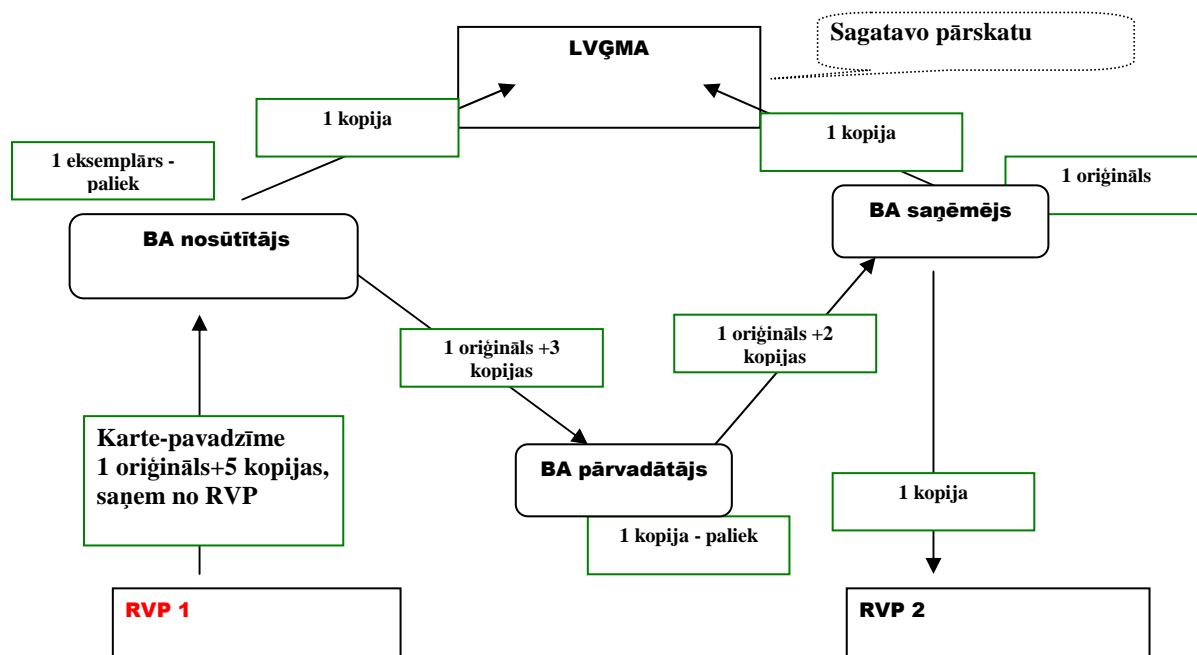 Sagatavo pārskatu
LVĢMA
1 kopija
1 kopija
1 eksemplārs -
paliek
1 oriģināls
BA saņēmējs
BA nosūtītājs
1 oriģināls +3
kopijas
1 oriģināls +2
kopijas
Karte-pavadzīme
1 oriģināls+5 kopijas,
saņem no RVP
BA pārvadātājs
1 kopija
1 kopija - paliek
RVP 1
RVP 2